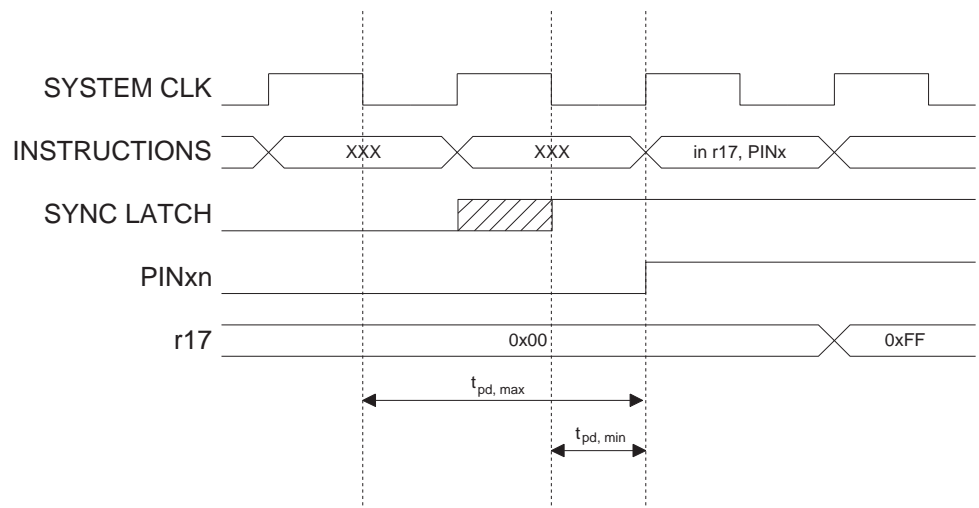 SYSTEM CLK
INSTRUCTIONS XXX XXX in r17, PINx
SYNC LATCH
PINxn
r17 0x00 0xFF
tpd, max
tpd, min